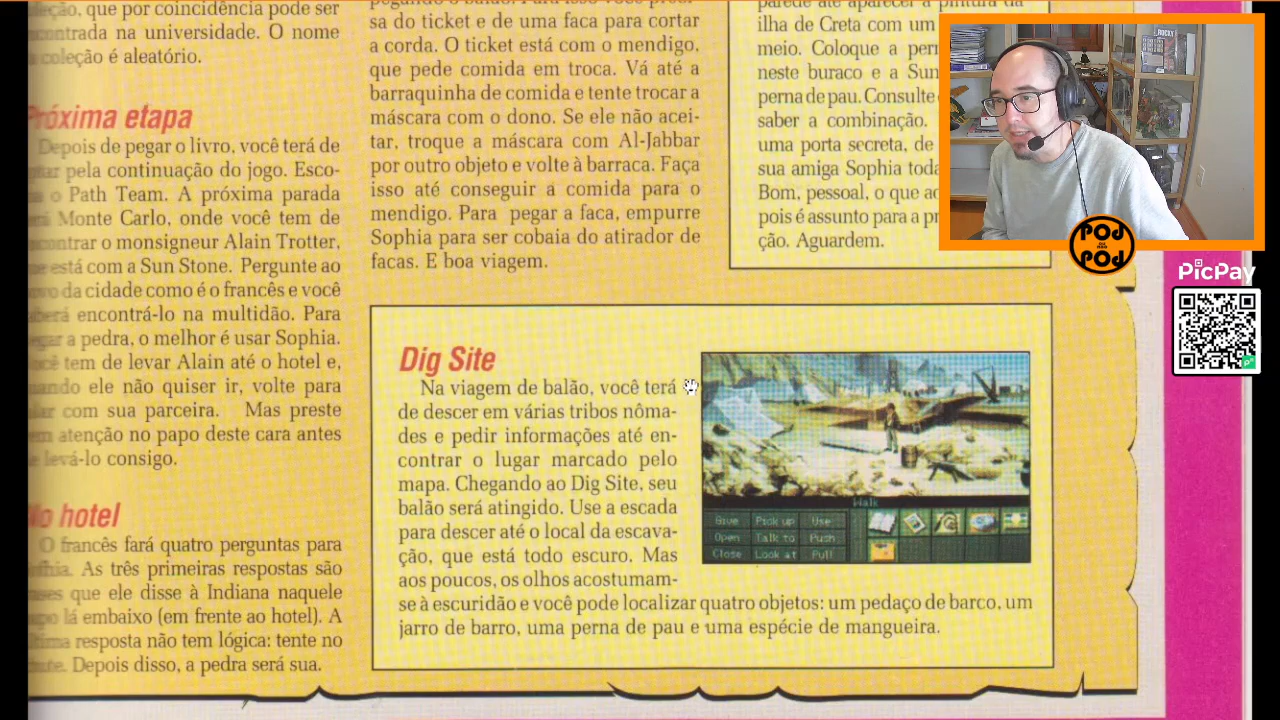 que por coincidência pode ser
na universidade. O nome
coleção é aleatório.
Próxima etapa
Depois de pegar o livro, você terá de
pela continuação do jogo. Esco-
o Path Team. A próxima parada
Monte Carlo, onde você tem de
o monsigneur Alain Trotter,
está com a Sun Stone. Pergunte ao
da cidade como é o francês e você
encontrá-lo na multidão. Para
a pedra, o melhor é usar Sophia.
tem de levar Alain até o hotel e,
ele não quiser ir, volte para
com sua parceira. Mas preste
atenção no papo deste cara antes
levá-lo consigo.
No hotel
O francês fará quatro perguntas para
As três primeiras respostas são
que ele disse à Indiana naquele
lá embaixo (em frente ao hotel). A
resposta não tem lógica: tente no
Depois disso, a pedra será sua.
sa do ticket e de uma faca para cortar
a corda. O ticket está com o mendigo,
que pede comida em troca. Vá até a
barraquinha de comida e tente trocar a
máscara com o dono. Se ele não acei-
tar, troque a máscara com Al-Jabbar
por outro objeto e volte à barraca. Faça
isso até conseguir a comida para o
mendigo. Para pegar a faca, empurre
Sophia para ser cobaia do atirador de
facas. E boa viagem.
parede até aparecer a pintura da
ilha de Creta com um
meio. Coloque a
neste buraco e a Sun
perna de pau. Consulte
saber a combinação.
uma porta secreta, de
sua amiga Sophia
Bom, pessoal, o que
pois é assunto para a
ção. Aguardem.
Dig Site
Na viagem de balão, você terá
de descer em várias tribos nôma-
des e pedir informações até en-
contrar o lugar marcado pelo
mapa. Chegando ao Dig Site, seu
balão será atingido. Use a escada
para descer até o local da escava-
ção, que está todo escuro. Mas
aos poucos, os olhos acostumam-
se à escuridão e você pode localizar quatro objetos: um pedaço de barco, um
jarro de barro, uma perna de pau e uma espécie de mangueira.
Walk
Give Pick up Use
Open Talk to Push
Close Look at Pull
POD
POD
PicPay